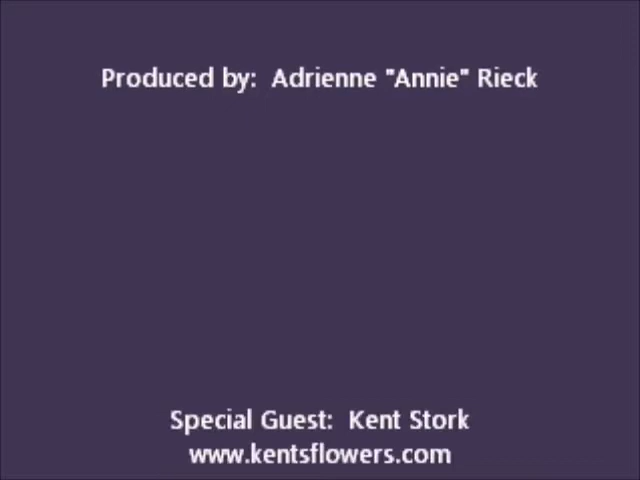 Produced by:  Adrienne "Annie" Rieck
Special Guest:  Kent Stork
www.kentsflowers.com